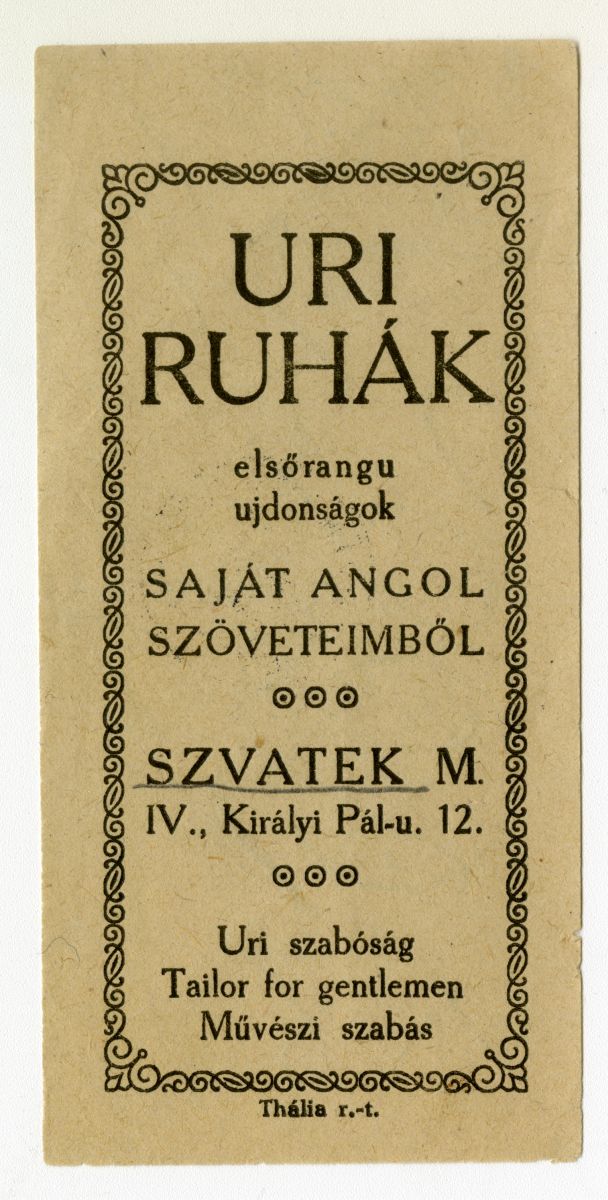 URI
RUHÁK
elsőrangu
ujdonságok
SAJÁT ANGOL
SZÖVETEIMBŐL
SZVATEK M.
IV., Királyi Pál-u. 12.
Uri szabóság
Tailor for gentlemen
Művészi szabás
Thália r.-t.